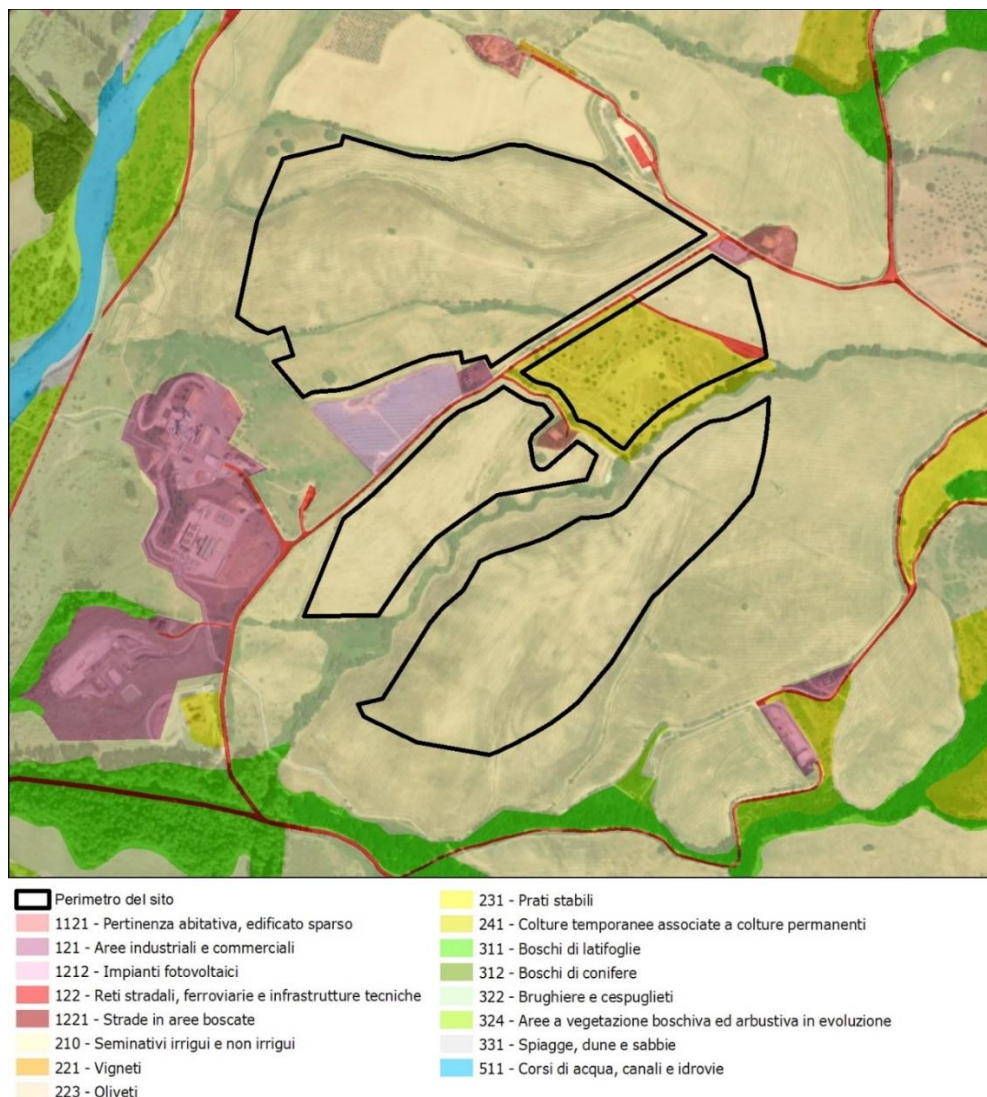 Perimetro del sito
1121 - Pertinenza abitativa, edificato sparso
121 - Aree industriali e commerciali
1212 - Impianti fotovoltaici
122 - Reti stradali, ferroviarie e infrastrutture tecniche
1221 - Strade in aree boscate
210 - Seminativi irrigui e non irrigui
221 - Vigneti
223 - Oliveti
231 - Prati stabili
241 - Colture temporanee associate a colture permanenti
311 - Boschi di latifoglie
312 - Boschi di conifere
322 - Brughiere e cespuglieti
324 - Aree a vegetazione boschiva ed arbustiva in evoluzione
331 - Spiagge, dune e sabbie
511 - Corsi di acqua, canali e idrovie